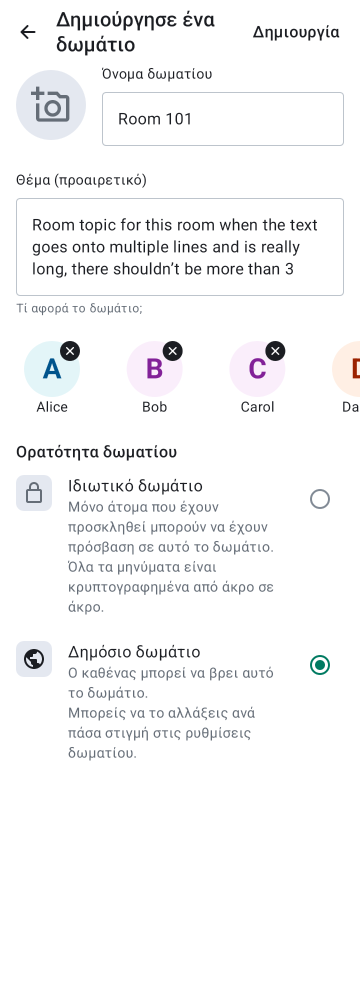 Δημιούργησε ένα
δωμάτιο
Δημιουργία
Όνομα δωματίου
Room 101
Θέμα (προαιρετικό)
Room topic for this room when the text
goes onto multiple lines and is really
long, there shouldn’t be more than 3
Τί αφορά το δωμάτιο;
A
B
C
Alice
Bob
Carol
Da
Ορατότητα δωματίου
Ιδιωτικό δωμάτιο
Μόνο άτομα που έχουν
προσκληθεί μπορούν να έχουν
πρόσβαση σε αυτό το δωμάτιο.
Όλα τα μηνύματα είναι
κρυπτογραφημένα από άκρο σε
άκρο.
Δημόσιο δωμάτιο
Ο καθένας μπορεί να βρει αυτό
το δωμάτιο.
Μπορείς να το αλλάξεις ανά
πάσα στιγμή στις ρυθμίσεις
δωματίου.